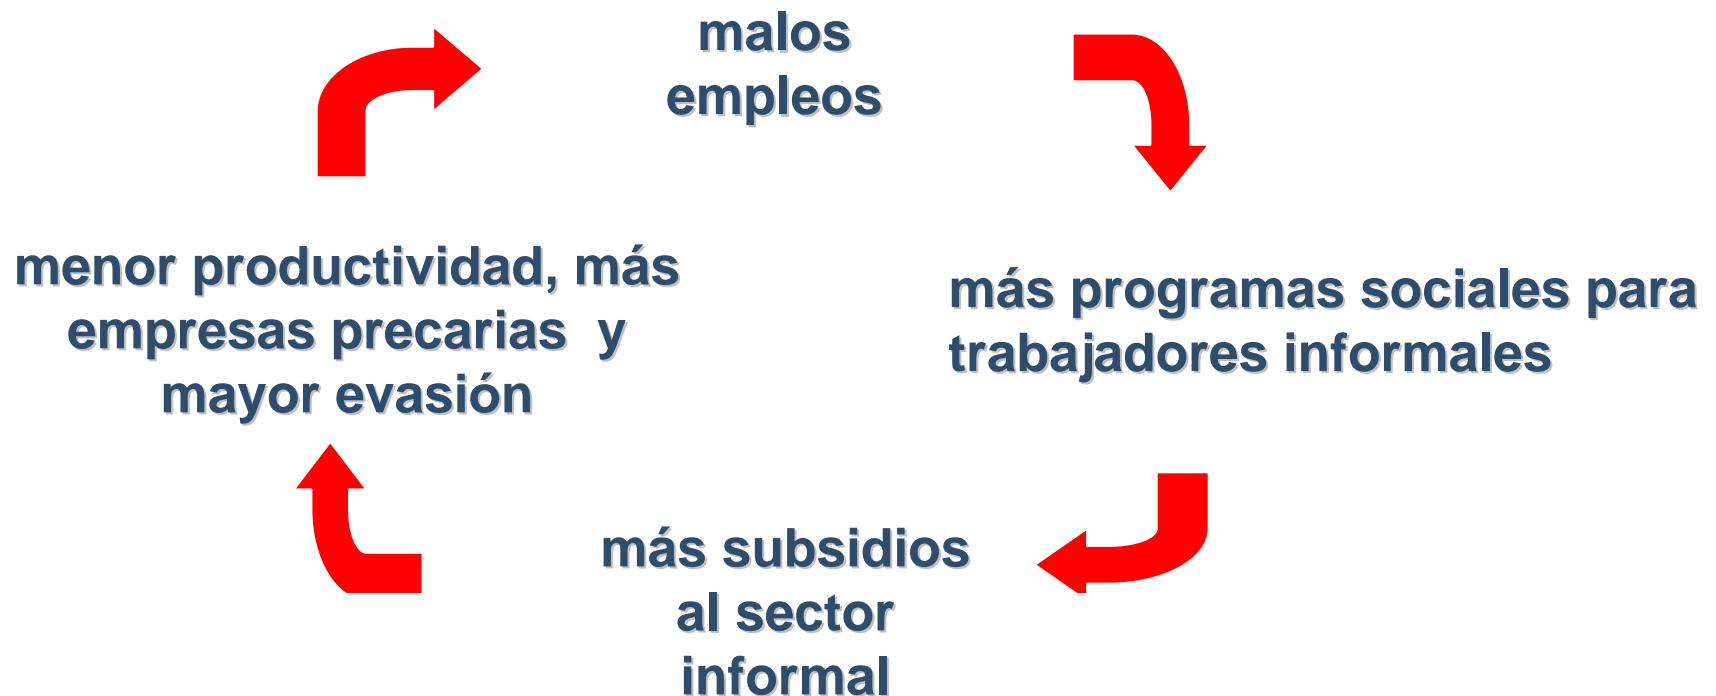 malos
empleos
más programas sociales para
trabajadores informales
más subsidios
al sector
informal
menor productividad, más
empresas precarias y
mayor evasión